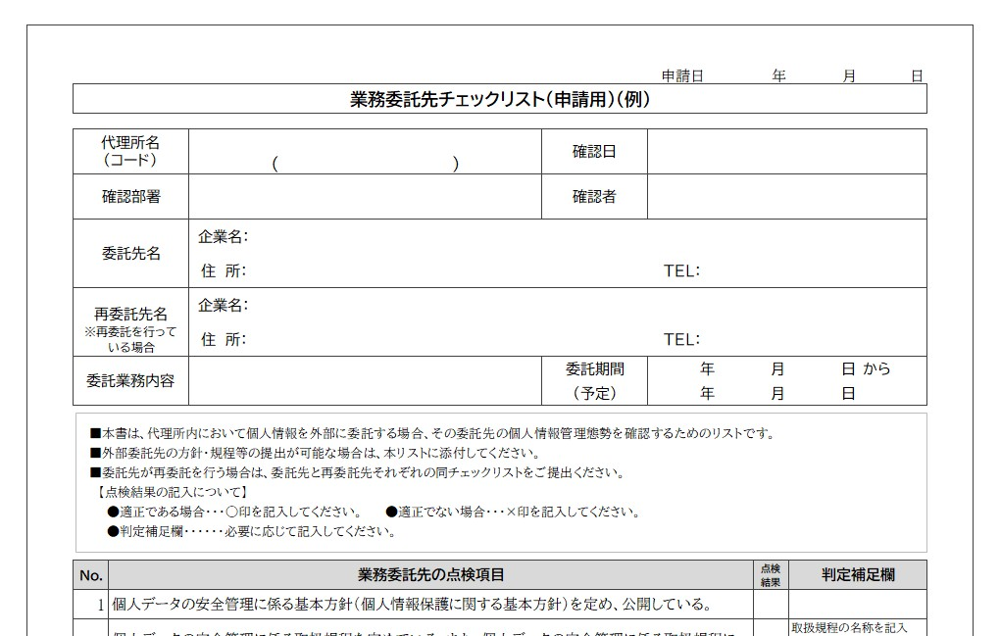 申請日 年 月 日
業務委託先チェックリスト(申請用)(例)
代理所名
(コード)
( )
確認日
確認部署
確認者
委託先名
企業名:
住 所: TEL:
再委託先名
※再委託を行って
いる場合
企業名:
住 所: TEL:
委託業務内容
委託期間
(予定)
年 月 日 から
年 月 日
■本書は、代理所内において個人情報を外部に委託する場合、その委託先の個人情報管理態勢を確認するためのリストです。
■外部委託先の方針・規程等の提出が可能な場合は、本リストに添付してください。
■委託先が再委託を行う場合は、委託先と再委託先それぞれの同チェックリストをご提出ください。
【点検結果の記入について】
●適正である場合・・・○印を記入してください。 ●適正でない場合・・・×印を記入してください。
●判定補足欄・・・・・・必要に応じて記入してください。
No. 業務委託先の点検項目 点検結果 判定補足欄
1 個人データの安全管理に係る基本方針(個人情報保護に関する基本方針)を定め、公開している。
取扱規程の名称を記入